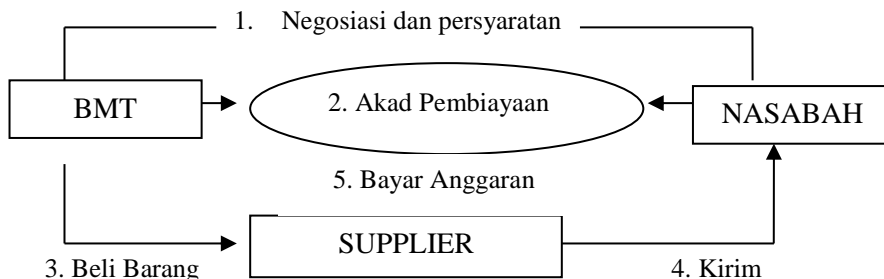 1. Negosiasi dan persyaratan
BMT
2. Akad Pembiayaan
NASABAH
5. Bayar Anggaran
SUPPLIER
3. Beli Barang
4. Kirim